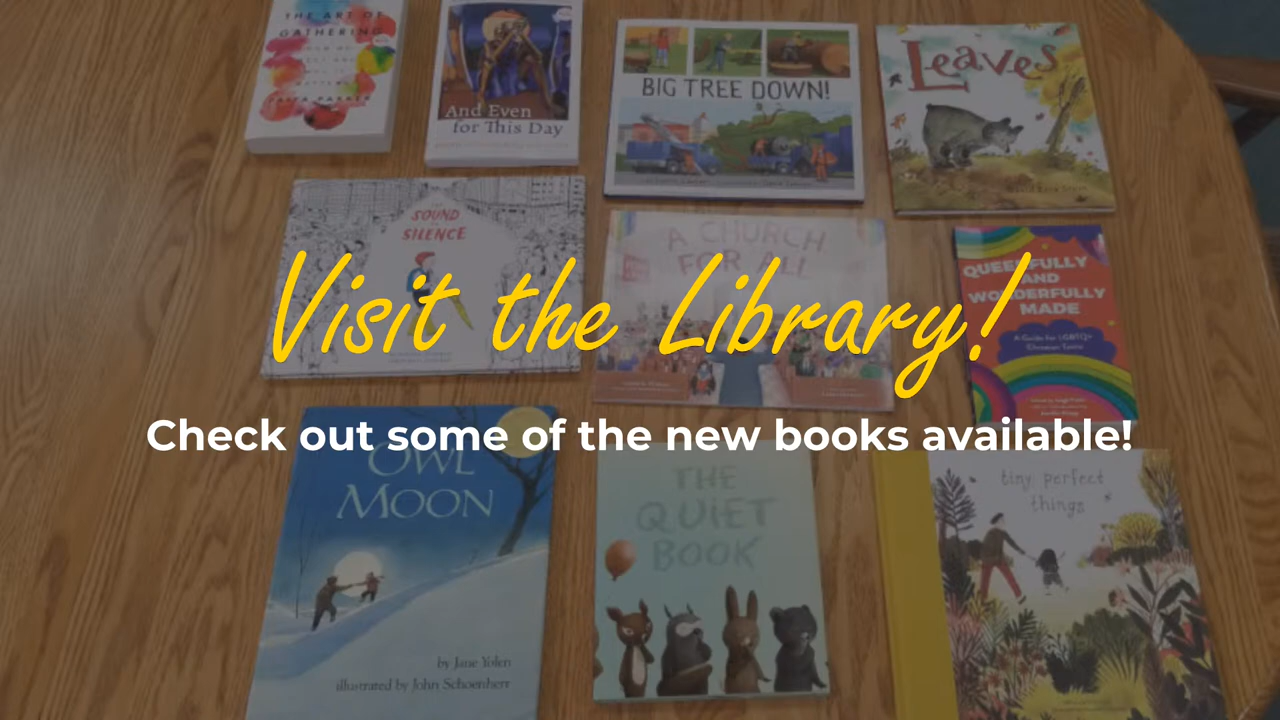 THE ART OF
GATHERING
And Even
for This Day
BIG TREE DOWN!
Leaves
SOUND
SILENCE
A CHURCH
FOR ALL
QUEERFULLY
AND
WONDERFULLY
MADE
A Guide for LGBTQ+
Christian Teens
Visit the Library!
Check out some of the new books available!
OWL
MOON
by Jane Yolen
illustrated by John Schoenherr
THE
QUIET
BOOK
tiny perfect
things